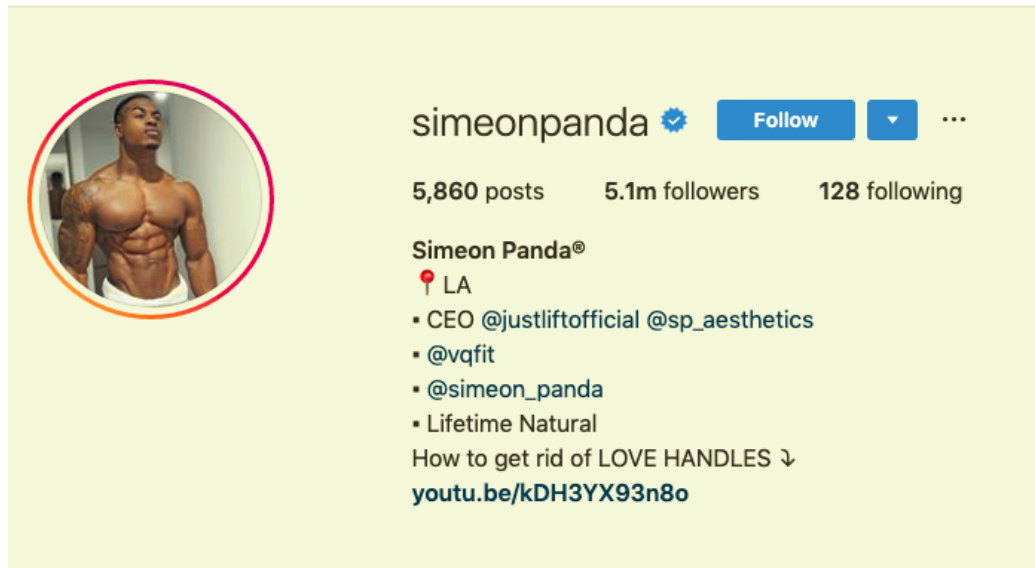 simeonpanda Follow ...
5,860 posts 5.1m followers 128 following
Simeon Panda®
📍LA
▪ CEO @justliftofficial @sp_aesthetics
▪ @vqfit
▪ @simeon_panda
▪ Lifetime Natural
How to get rid of LOVE HANDLES ⤵
youtu.be/kDH3YX93n8o